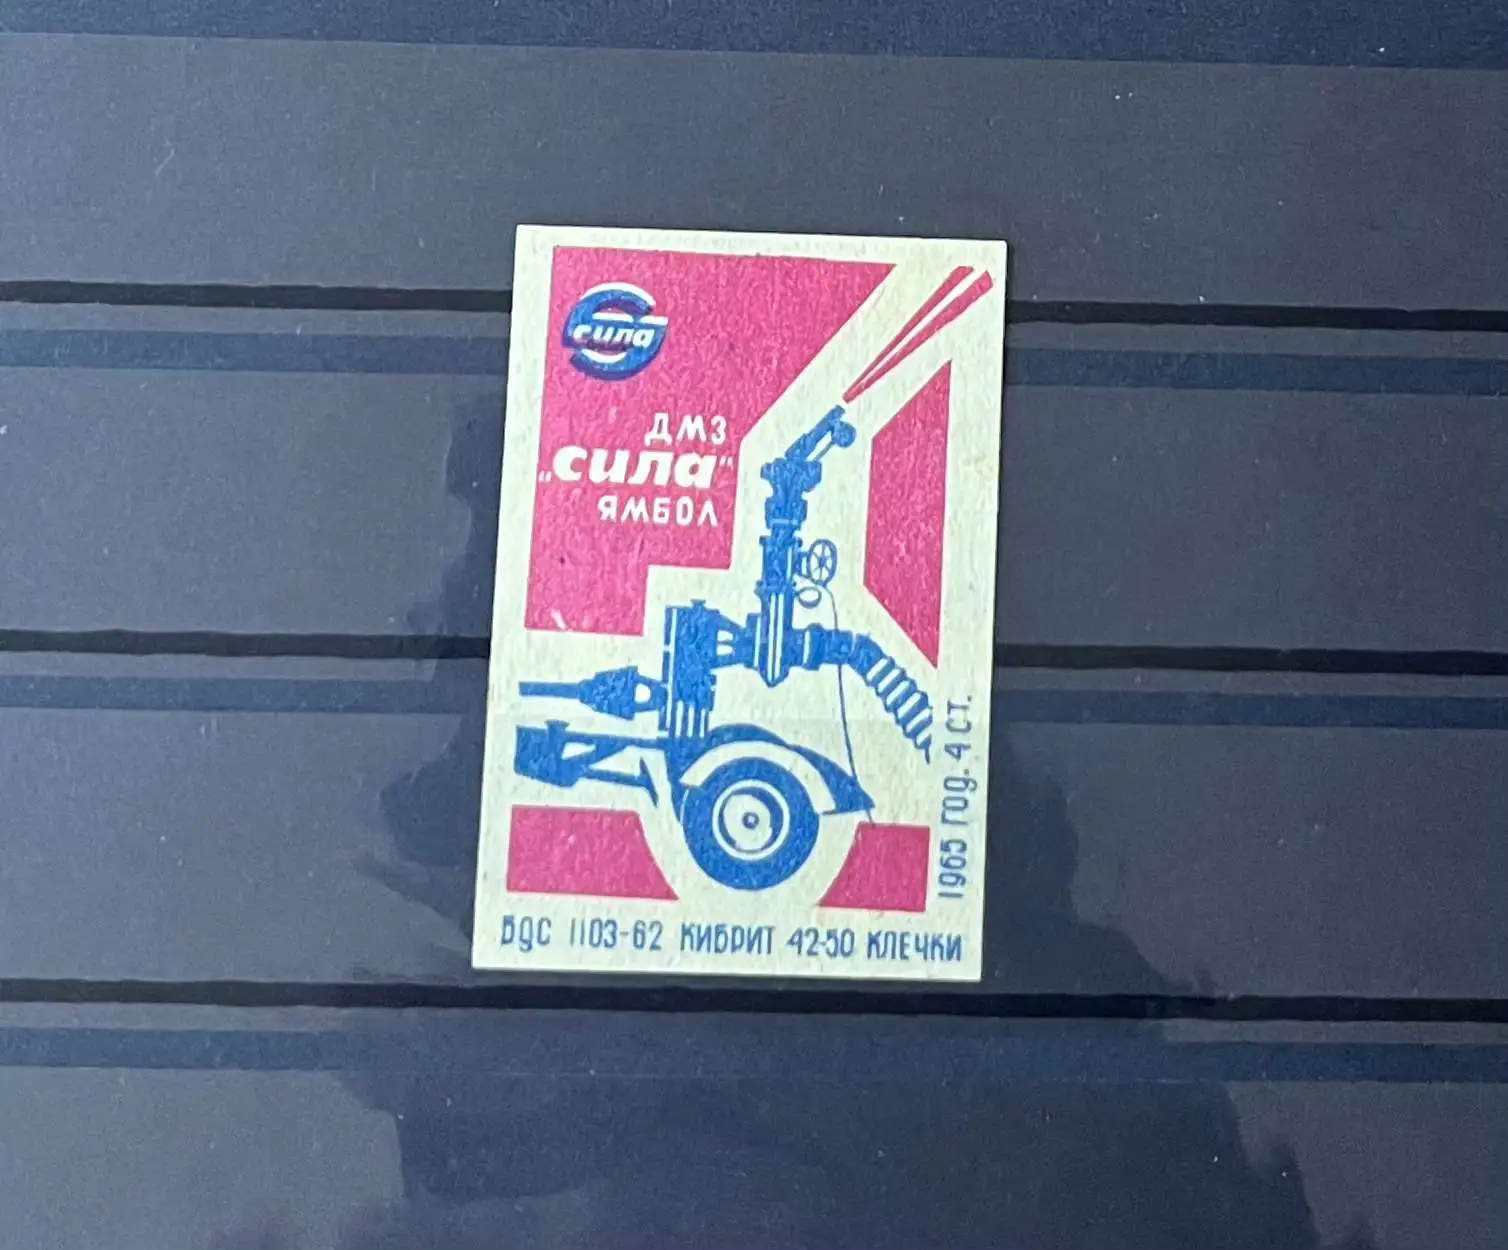 сила
ДМЗ
„сила“
ЯМБОЛ
1965 год. 4 СТ.
БДС 1103-62 КИБРИТ 42-50 КЛЕЧКИ